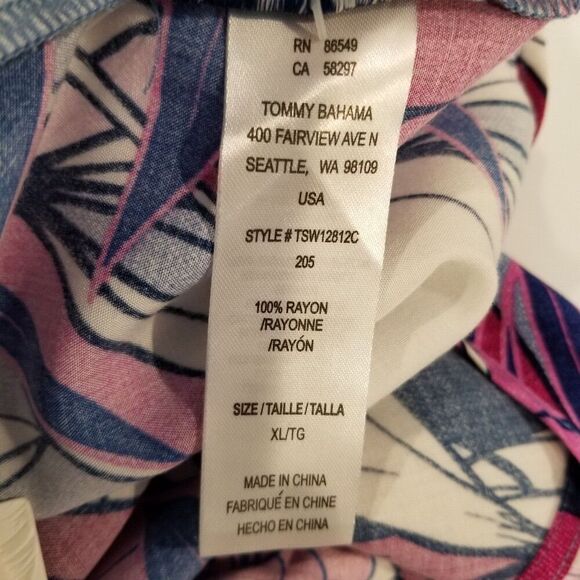 RN 86549
CA 58297
TOMMY BAHAMA
400 FAIRVIEW AVE N
SEATTLE, WA 98109
USA
STYLE # TSW12812C
205
100% RAYON
/RAYONNE
/RAYÓN
SIZE/TAILLE/TALLA
XL/TG
MADE IN CHINA
FABRIQUÉ EN CHINE
HECHO EN CHINA